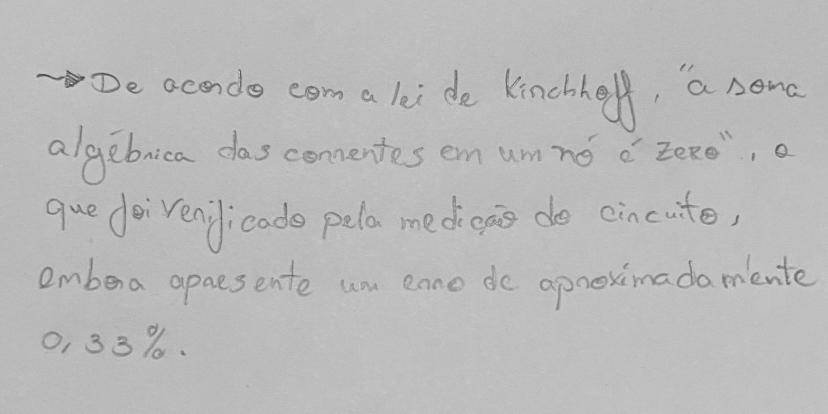 → De acordo com a lei de Kirchhoff, "a soma
algébrica das correntes em um nó é zero", o
que foi verificado pela medição do circuito,
embora apresente um erro de aproximadamente
0,33%.